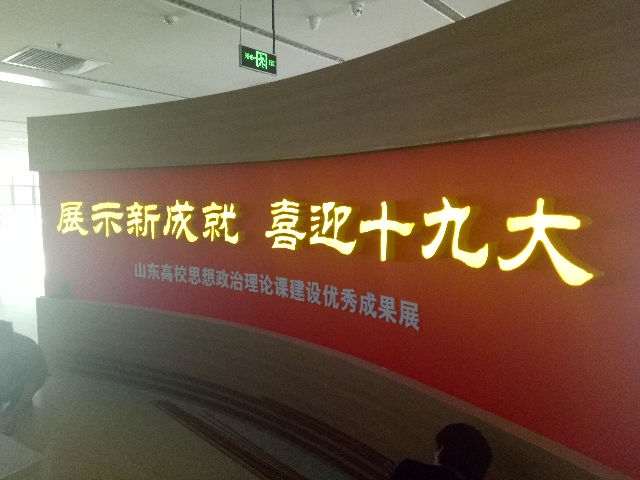 展示新成就 喜迎十九大
山东高校思想政治理论课建设优秀成果展